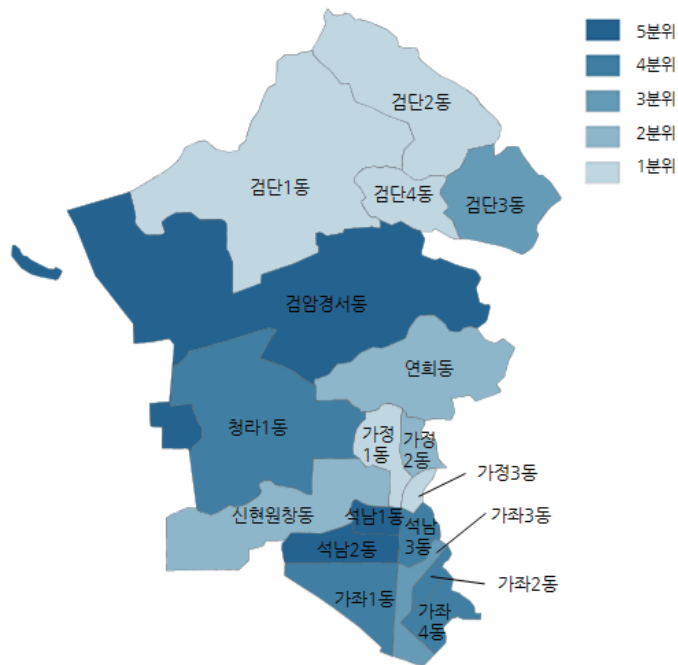 5분위
4분위
3분위
2분위
1분위
검단2동
검단1동
검단4동
검단3동
검암경서동
연희동
청라1동
가정
1동
가정
2동
가정3동
신현원창동
석남1동
석남
3동
가좌3동
석남2동
가좌2동
가좌1동
가좌
4동